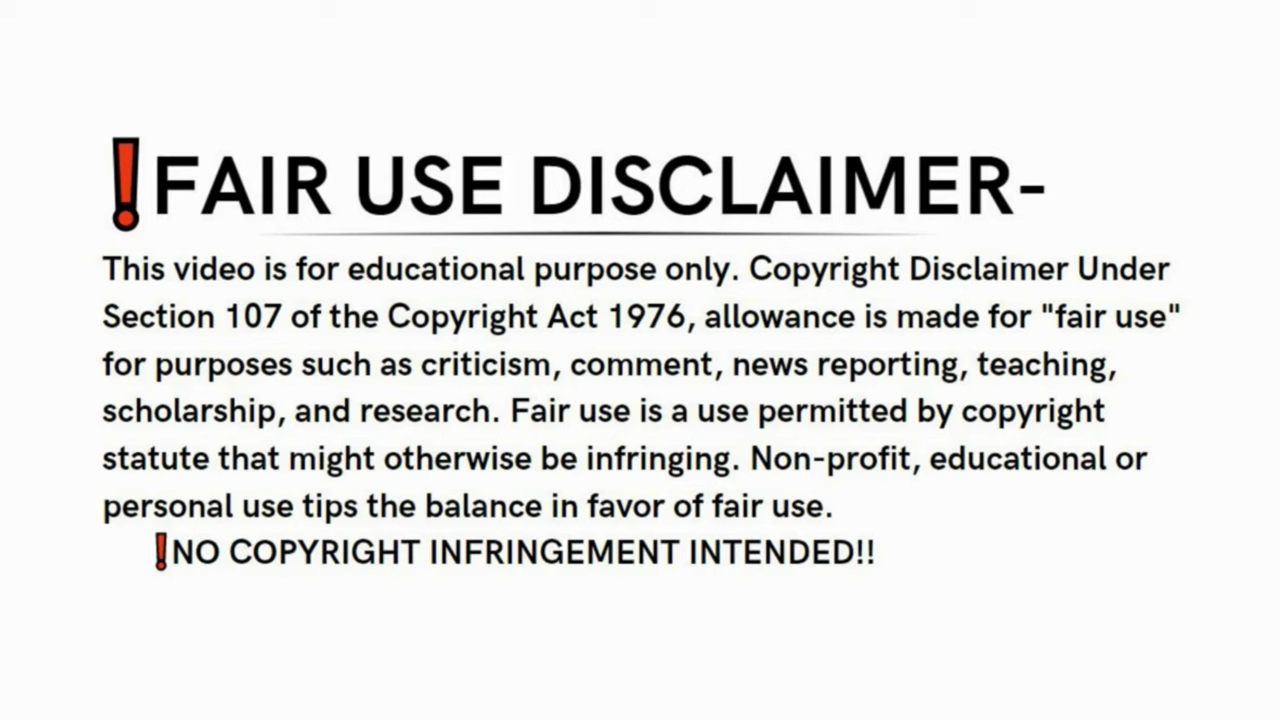 ❗FAIR USE DISCLAIMER-
This video is for educational purpose only. Copyright Disclaimer Under
Section 107 of the Copyright Act 1976, allowance is made for "fair use"
for purposes such as criticism, comment, news reporting, teaching,
scholarship, and research. Fair use is a use permitted by copyright
statute that might otherwise be infringing. Non-profit, educational or
personal use tips the balance in favor of fair use.
❗NO COPYRIGHT INFRINGEMENT INTENDED!!